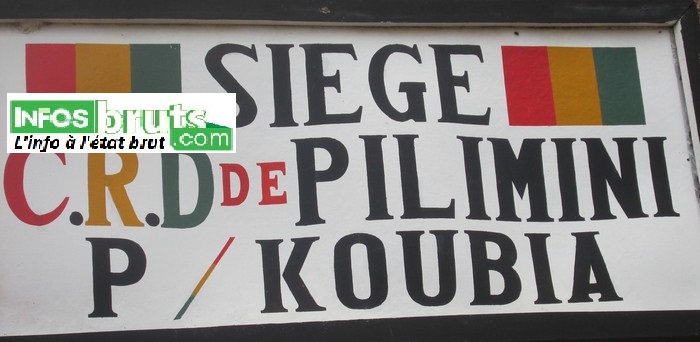 SIEGE
INFOS bruts.com
L'info à l'état brut
C.R.D DE PILIMINI
P / KOUBIA